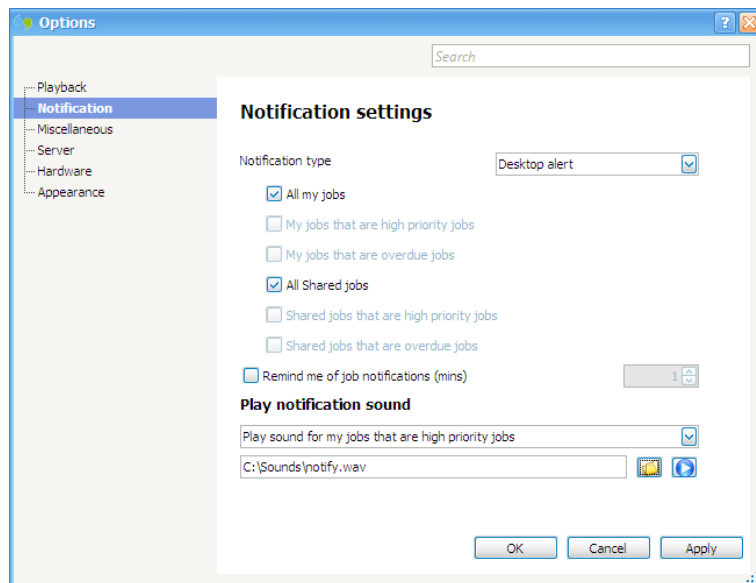 Options
Search
Playback
Notification
Miscellaneous
Server
Hardware
Appearance
Notification settings
Notification type
Desktop alert
All my jobs
My jobs that are high priority jobs
My jobs that are overdue jobs
All Shared jobs
Shared jobs that are high priority jobs
Shared jobs that are overdue jobs
Remind me of job notifications (mins)
1
Play notification sound
Play sound for my jobs that are high priority jobs
C:\Sounds\notify.wav
OK
Cancel
Apply